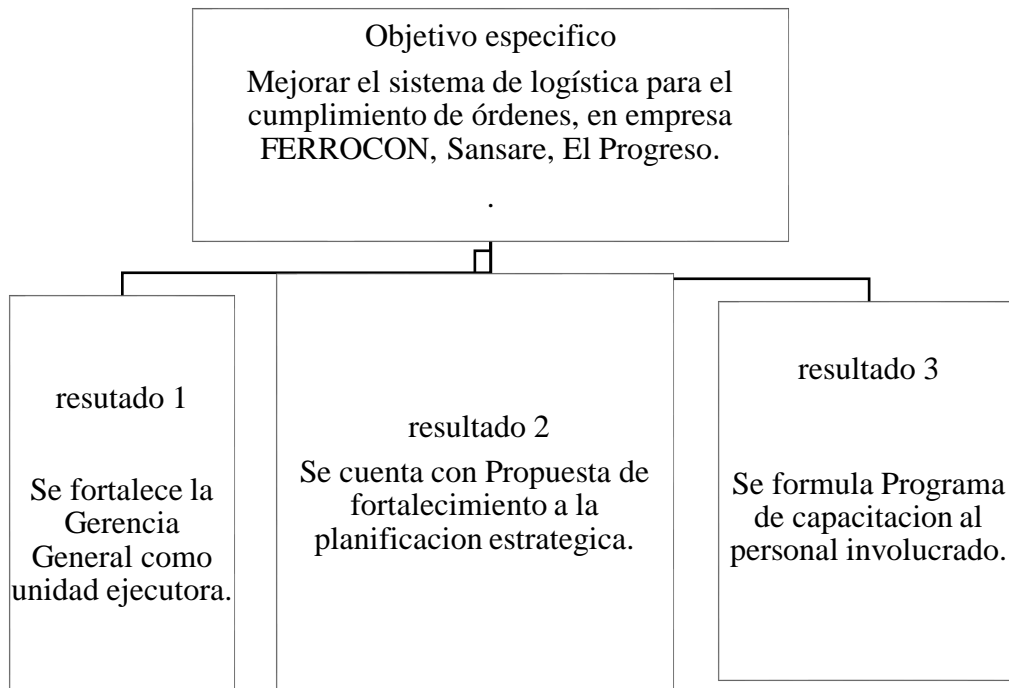 Objetivo especifico
Mejorar el sistema de logística para el
cumplimiento de órdenes, en empresa
FERROCON, Sansare, El Progreso.
.
resutado 1
Se fortalece la
Gerencia
General como
unidad ejecutora.
resultado 2
Se cuenta con Propuesta de
fortalecimiento a la
planificacion estrategica.
resultado 3
Se formula Programa
de capacitacion al
personal involucrado.